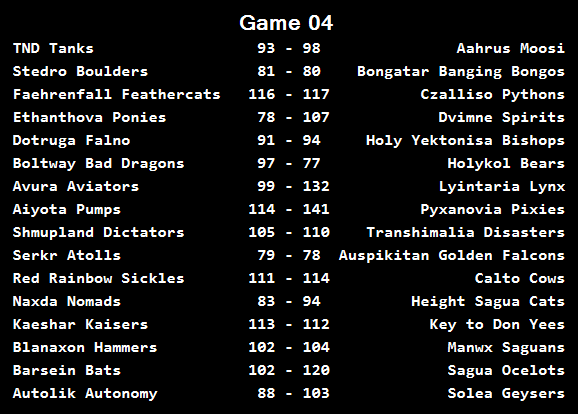 Game 04
TND Tanks 93 - 98 Aahrus Moosi
Stedro Boulders 81 - 80 Bongatar Banging Bongos
Faehrenfall Feathercats 116 - 117 Czalliso Pythons
Ethanthova Ponies 78 - 107 Dvimne Spirits
Dotruga Falno 91 - 94 Holy Yektonisa Bishops
Boltway Bad Dragons 97 - 77 Holykol Bears
Avura Aviators 99 - 132 Lyintaria Lynx
Aiyota Pumps 114 - 141 Pyxanovia Pixies
Shmupland Dictators 105 - 110 Transhimalia Disasters
Serkr Atolls 79 - 78 Auspikitan Golden Falcons
Red Rainbow Sickles 111 - 114 Calto Cows
Naxda Nomads 83 - 94 Height Sagua Cats
Kaeshar Kaisers 113 - 112 Key to Don Yees
Blanaxon Hammers 102 - 104 Manwx Saguans
Barsein Bats 102 - 120 Sagua Ocelots
Autolik Autonomy 88 - 103 Solea Geysers